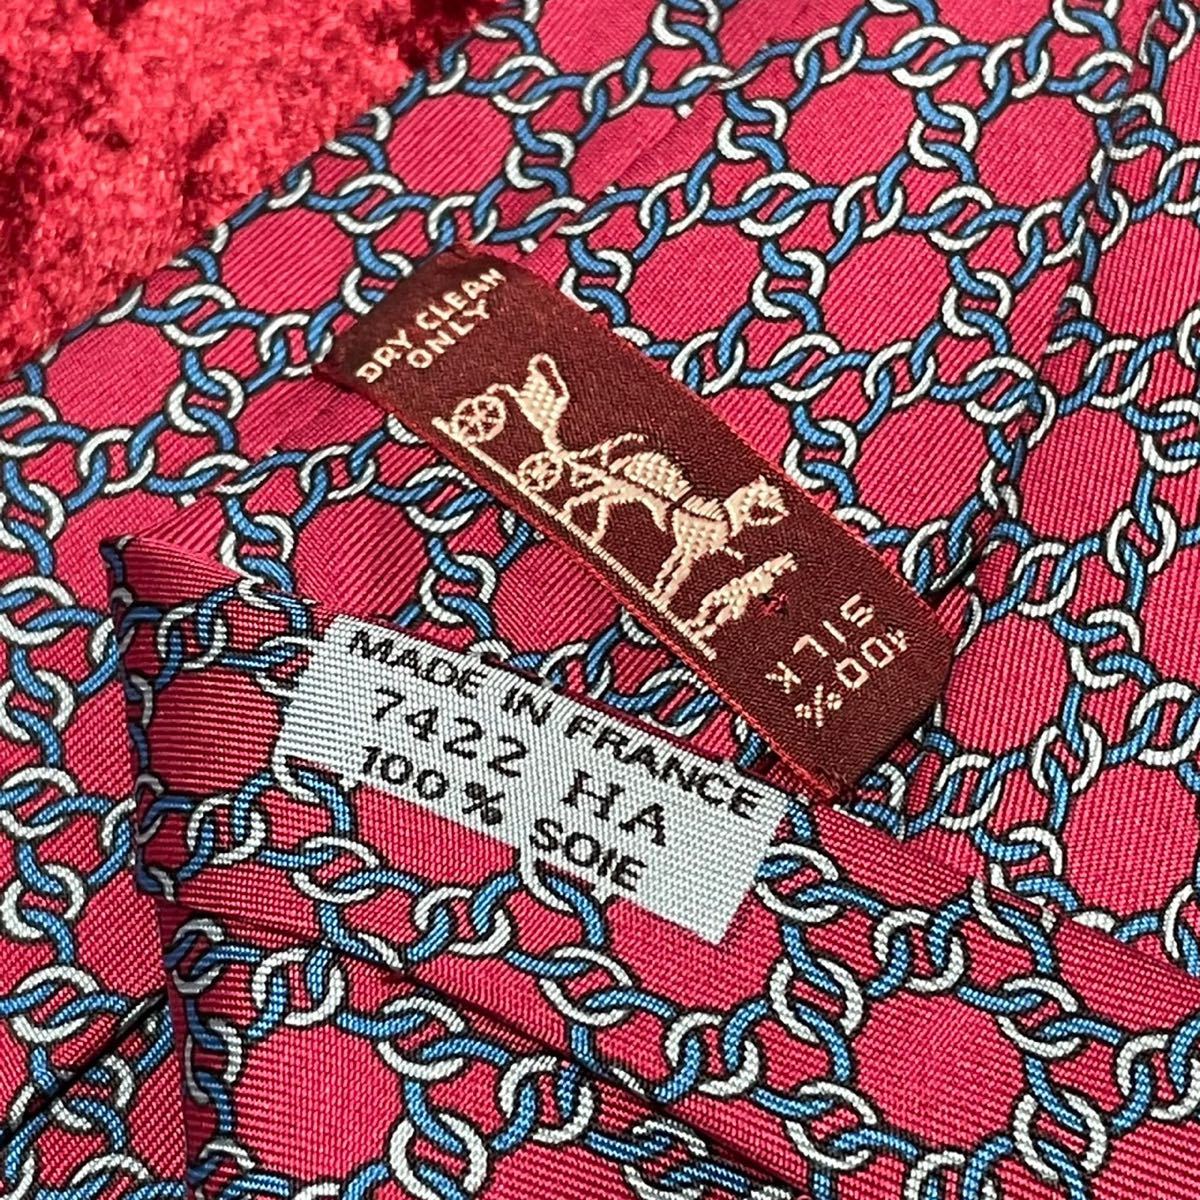 DRY CLEAN
ONLY
100%
SILK
MADE IN FRANCE
7422 HA
100% SOIE